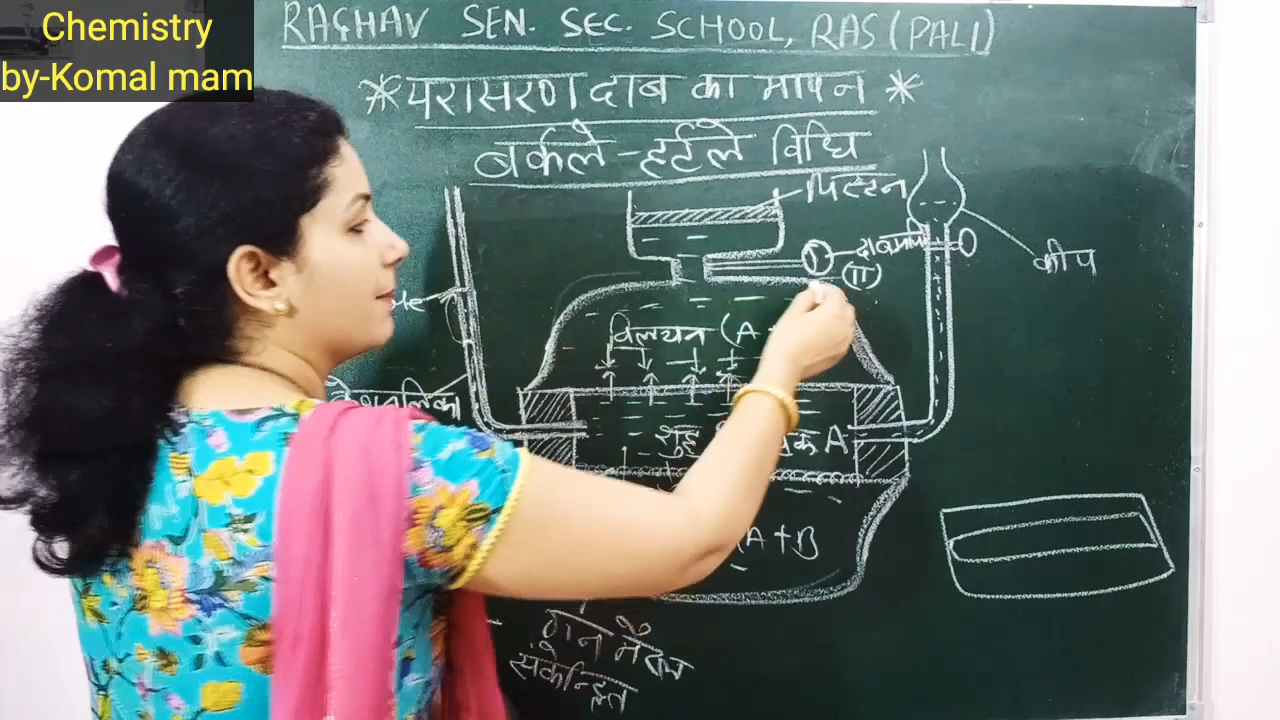 Chemistry
by-Komal mam
RAGHAV SEN. SEC. SCHOOL, RAS (PALI)
*परासरण दाब का मापन*
बर्कले-हर्टले विधि
पिस्टन
दाबमापी
(π)
कीप
विलयन (A
केशनलिका
शुद्ध A
(A+B
संकेन्द्रित